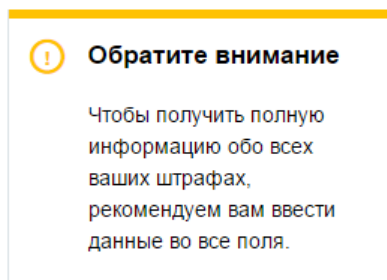 Обратите внимание
Чтобы получить полную
информацию обо всех
ваших штрафах,
рекомендуем вам ввести
данные во все поля.